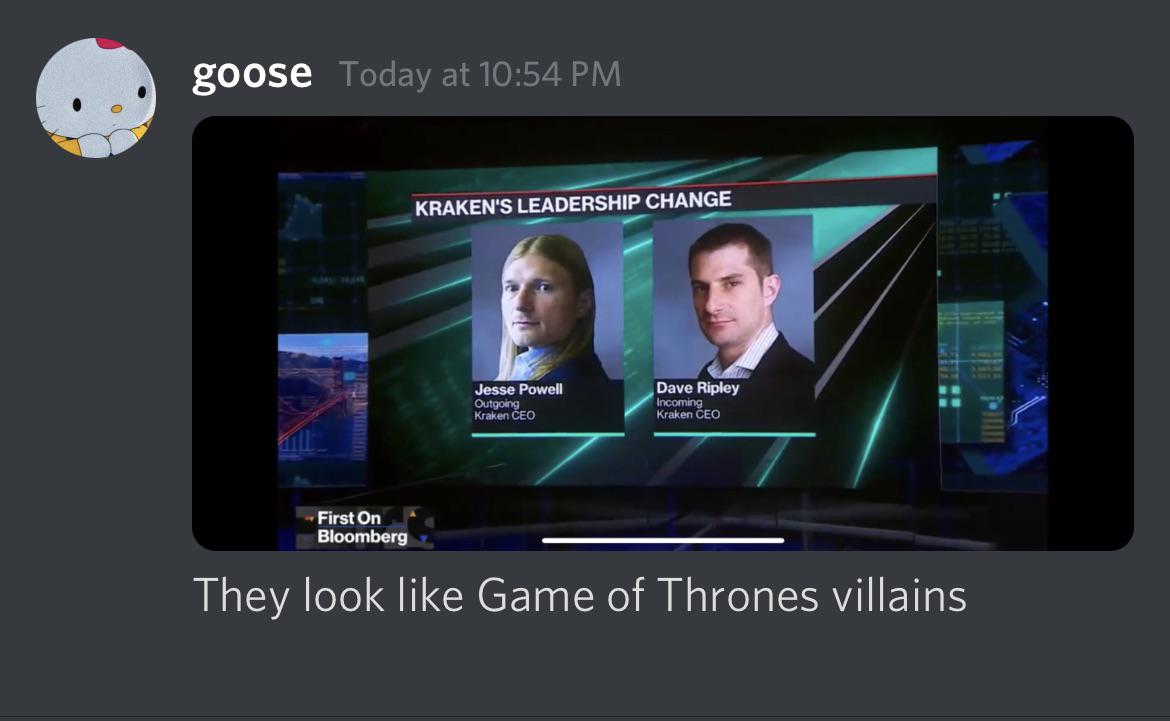 goose Today at 10:54 PM
KRAKEN'S LEADERSHIP CHANGE
Jesse Powell
Outgoing
Kraken CEO
Dave Ripley
Incoming
Kraken CEO
First On
Bloomberg
They look like Game of Thrones villains